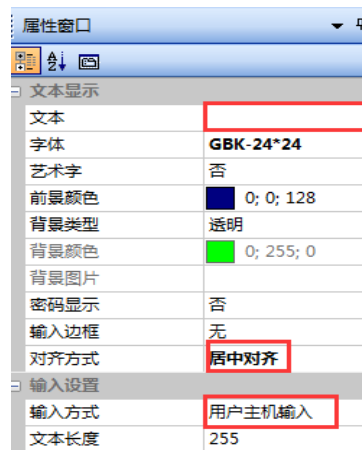 属性窗口
文本显示
文本
字体 GBK-24*24
艺术字 否
前景颜色 0; 0; 128
背景类型 透明
背景颜色 0; 255; 0
背景图片
密码显示 否
输入边框 无
对齐方式 居中对齐
输入设置
输入方式 用户主机输入
文本长度 255